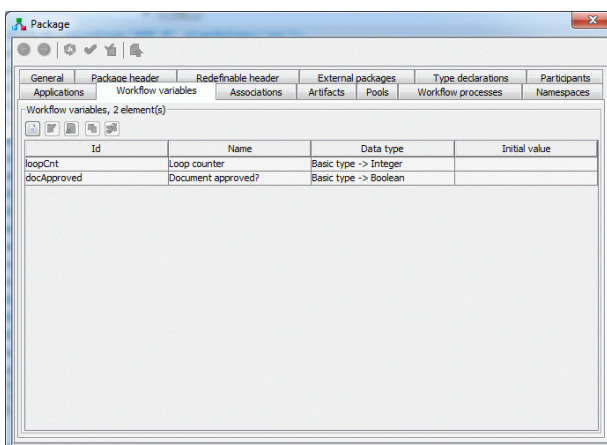 Package
General Package header Redefinable header External packages Type declarations Participants
Applications Workflow variables Associations Artifacts Pools Workflow processes Namespaces
Workflow variables, 2 element(s)
Id Name Data type Initial value
loopCnt Loop counter Basic type -> Integer
docApproved Document approved? Basic type -> Boolean